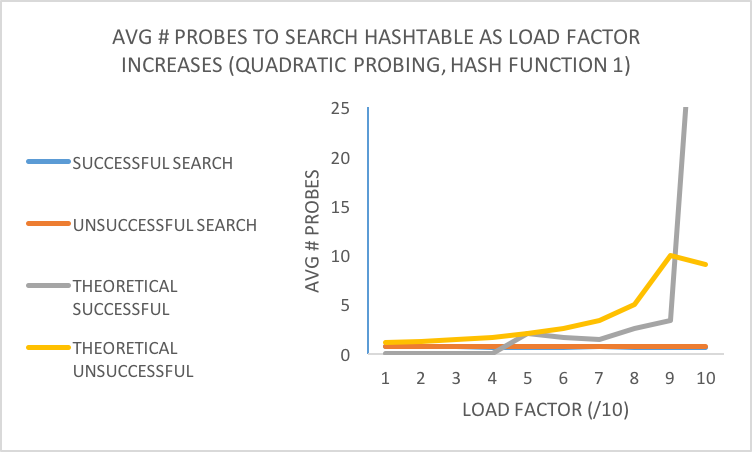 AVG # PROBES TO SEARCH HASHTABLE AS LOAD FACTOR
INCREASES (QUADRATIC PROBING, HASH FUNCTION 1)
SUCCESSFUL SEARCH
UNSUCCESSFUL SEARCH
THEORETICAL
SUCCESSFUL
THEORETICAL
UNSUCCESSFUL
AVG # PROBES
25
20
15
10
5
0
1 2 3 4 5 6 7 8 9 10
LOAD FACTOR (/10)